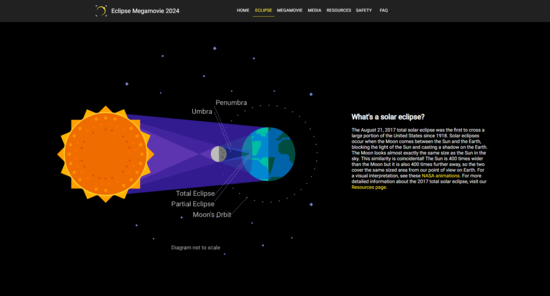 Eclipse Megamovie 2024
HOME ECLIPSE MEGAMOVIE MEDIA RESOURCES SAFETY FAQ
Penumbra
Umbra
Total Eclipse
Partial Eclipse
Moon's Orbit
Diagram not to scale
What's a solar eclipse?
The August 21, 2017 total solar eclipse was the first to cross a
large portion of the United States since 1918. Solar eclipses
occur when the Moon comes between the Sun and the Earth,
blocking the light of the Sun and casting a shadow on the Earth.
The Moon looks almost exactly the same size as the Sun in the
sky. This similarity is coincidental! The Sun is 400 times wider
than the Moon but it is also 400 times further away, so the two
cover the same sized area from our point of view on Earth. For
a visual interpretation, see these NASA animations. For more
detailed information about the 2017 total solar eclipse, visit our
Resources page.